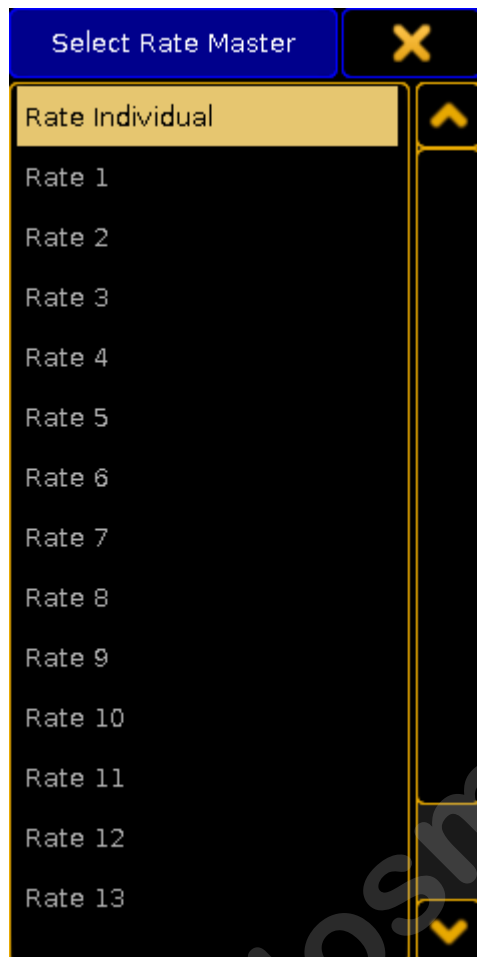 Select Rate Master
Rate Individual
Rate 1
Rate 2
Rate 3
Rate 4
Rate 5
Rate 6
Rate 7
Rate 8
Rate 9
Rate 10
Rate 11
Rate 12
Rate 13